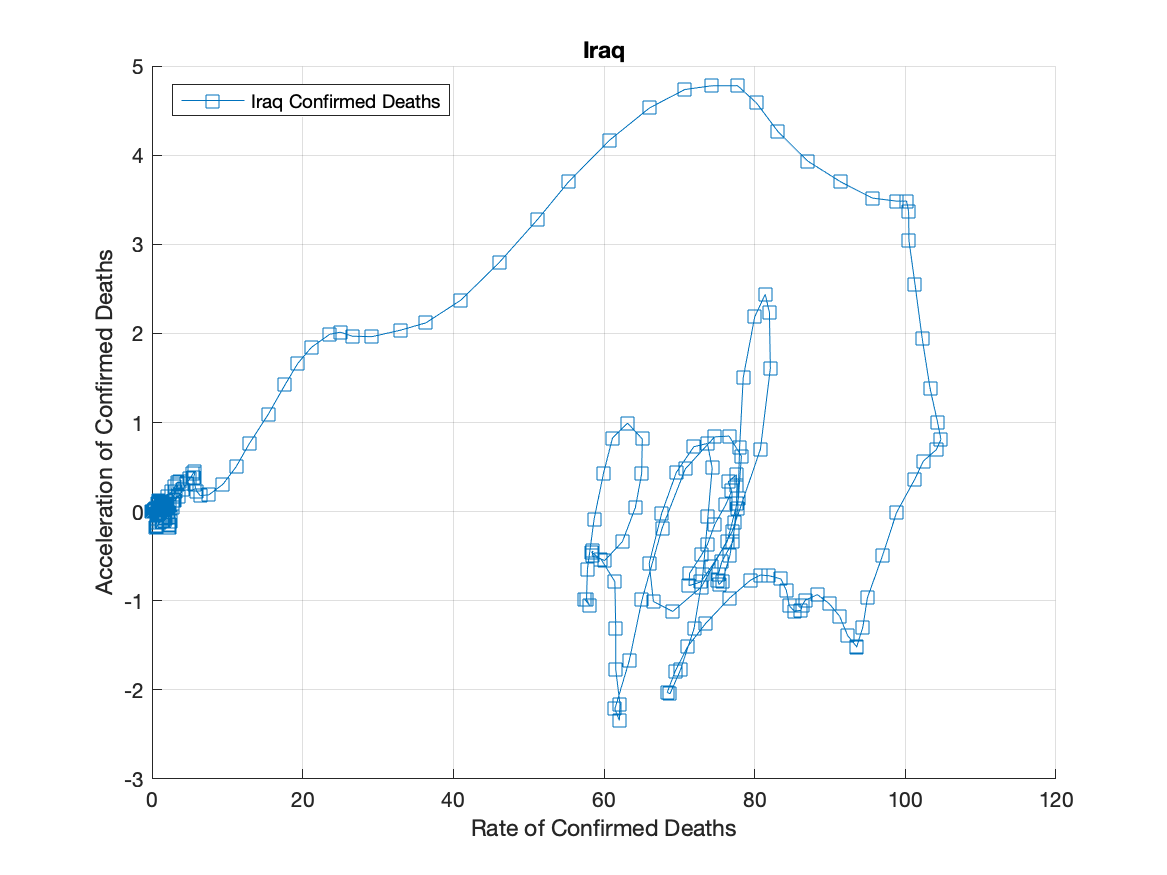 Iraq
Iraq Confirmed Deaths
5
4
3
2
1
0
-1
-2
-3
Acceleration of Confirmed Deaths
0 20 40 60 80 100 120
Rate of Confirmed Deaths